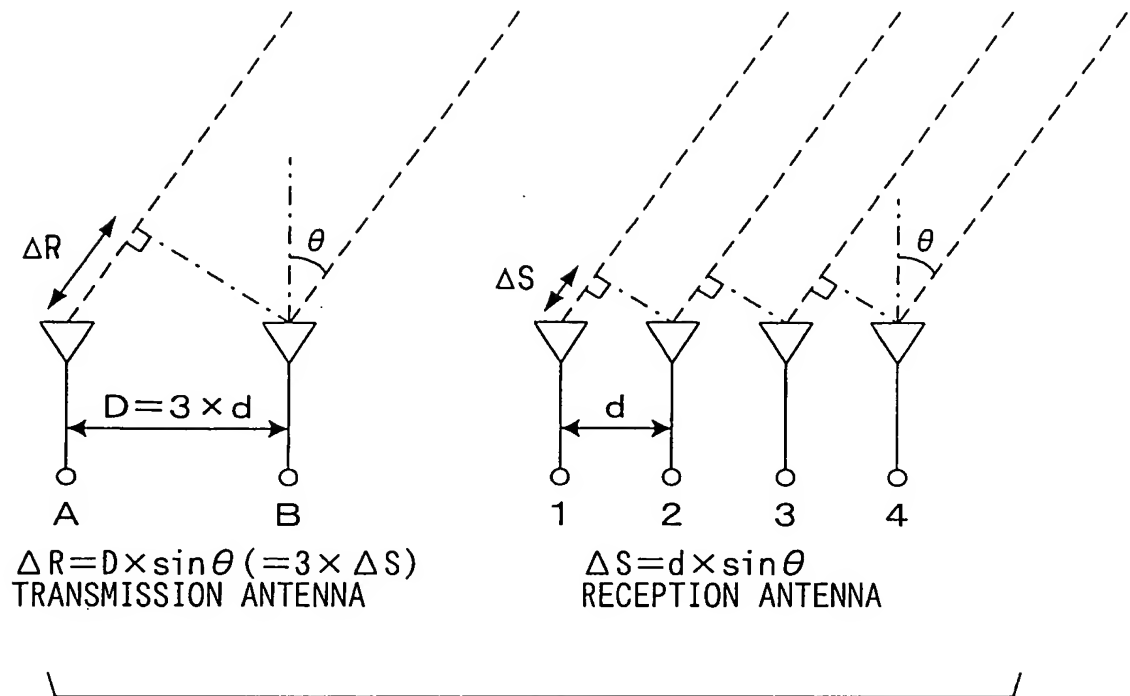 ΔR
θ
ΔS
θ
D=3×d
d
A
B
1
2
3
4
ΔR=D×sinθ(=3×ΔS)
TRANSMISSION ANTENNA
ΔS=d×sinθ
RECEPTION ANTENNA